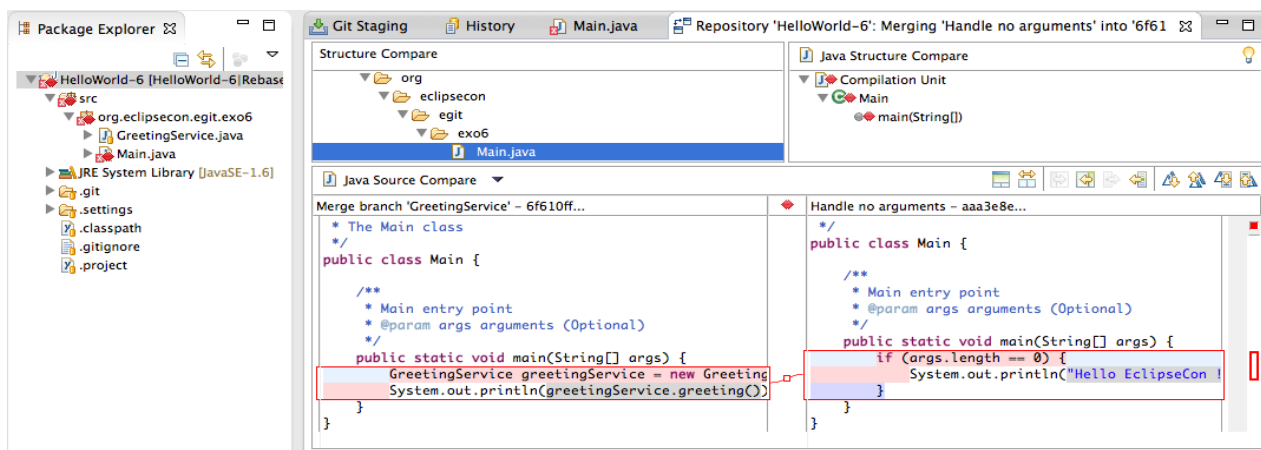 Package Explorer
HelloWorld-6 [HelloWorld-6|Rebase
src
org.eclipsecon.egit.exo6
GreetingService.java
Main.java
JRE System Library [JavaSE-1.6]
.git
.settings
.classpath
.gitignore
.project
Git Staging
History
Main.java
Repository 'HelloWorld-6': Merging 'Handle no arguments' into '6f61
Structure Compare
org
eclipsecon
egit
exo6
Main.java
Java Structure Compare
Compilation Unit
Main
main(String[])
Java Source Compare
Merge branch 'GreetingService' - 6f610ff...
* The Main class
*/
public class Main {
/**
* Main entry point
* @param args arguments (Optional)
*/
public static void main(String[] args) {
GreetingService greetingService = new Greeting
System.out.println(greetingService.greeting())
}
}
Handle no arguments - aaa3e8e...
*/
public class Main {
/**
* Main entry point
* @param args arguments (Optional)
*/
public static void main(String[] args) {
if (args.length == 0) {
System.out.println("Hello EclipseCon !
}
}
}